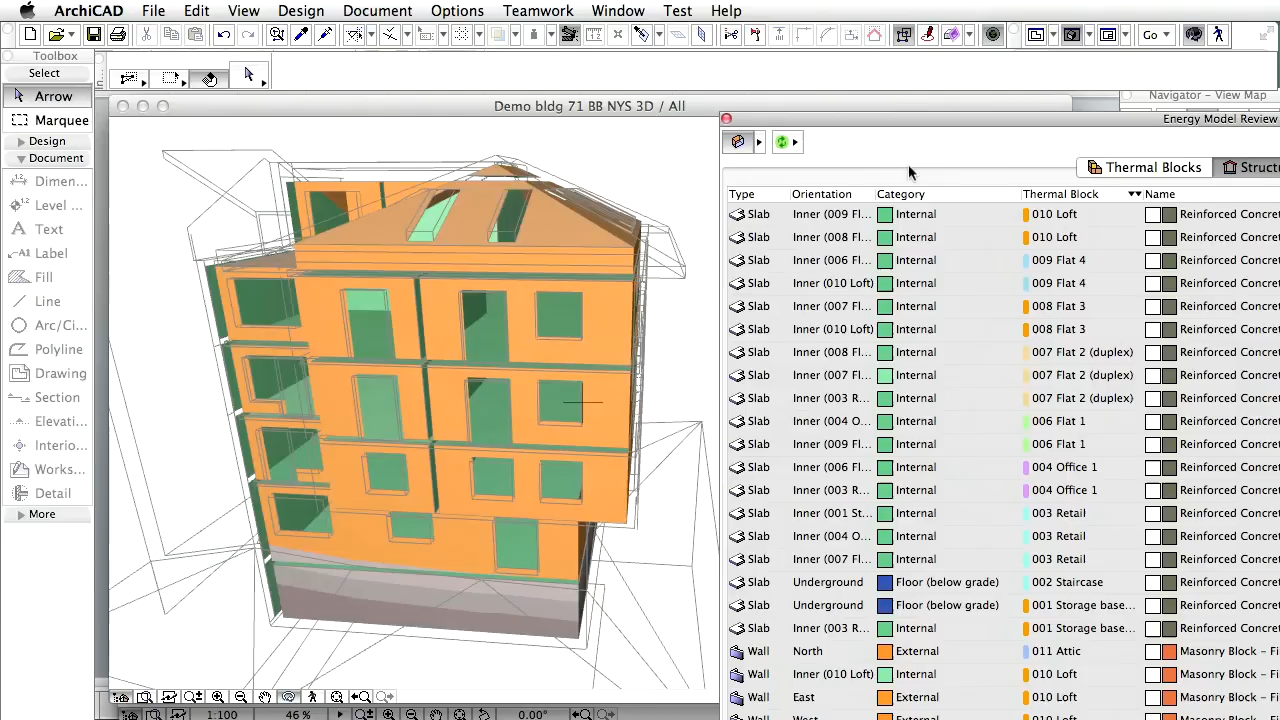 ArchiCAD File Edit View Design Document Options Teamwork Window Test Help
Go
Toolbox
Select
Arrow
Marquee
Design
Document
Dimen...
Level ...
Text
Label
Fill
Line
Arc/Ci...
Polyline
Drawing
Section
Elevati...
Interio...
Works...
Detail
More
Demo bldg 71 BB NYS 3D / All
1:100 46 % 0.00°
Navigator - View Map
Energy Model Review
Thermal Blocks Struct
Type Orientation Category Thermal Block Name
Slab Inner (009 Fl... Internal 010 Loft Reinforced Concret
Slab Inner (008 Fl... Internal 010 Loft Reinforced Concret
Slab Inner (006 Fl... Internal 009 Flat 4 Reinforced Concret
Slab Inner (010 Loft) Internal 009 Flat 4 Reinforced Concret
Slab Inner (007 Fl... Internal 008 Flat 3 Reinforced Concret
Slab Inner (010 Loft) Internal 008 Flat 3 Reinforced Concret
Slab Inner (008 Fl... Internal 007 Flat 2 (duplex) Reinforced Concret
Slab Inner (007 Fl... Internal 007 Flat 2 (duplex) Reinforced Concret
Slab Inner (003 R... Internal 007 Flat 2 (duplex) Reinforced Concret
Slab Inner (004 O... Internal 006 Flat 1 Reinforced Concret
Slab Inner (009 Fl... Internal 006 Flat 1 Reinforced Concret
Slab Inner (006 Fl... Internal 004 Office 1 Reinforced Concret
Slab Inner (003 R... Internal 004 Office 1 Reinforced Concret
Slab Inner (001 St... Internal 003 Retail Reinforced Concret
Slab Inner (004 O... Internal 003 Retail Reinforced Concret
Slab Inner (007 Fl... Internal 003 Retail Reinforced Concret
Slab Underground Floor (below grade) 002 Staircase Reinforced Concret
Slab Underground Floor (below grade) 001 Storage base... Reinforced Concret
Slab Inner (003 R... Internal 001 Storage base... Reinforced Concret
Wall North External 011 Attic Masonry Block - Fi
Wall Inner (010 Loft) Internal 010 Loft Masonry Block - Fi
Wall East External 010 Loft Masonry Block - Fi
Wall West External 010 Loft Masonry Block - Fi